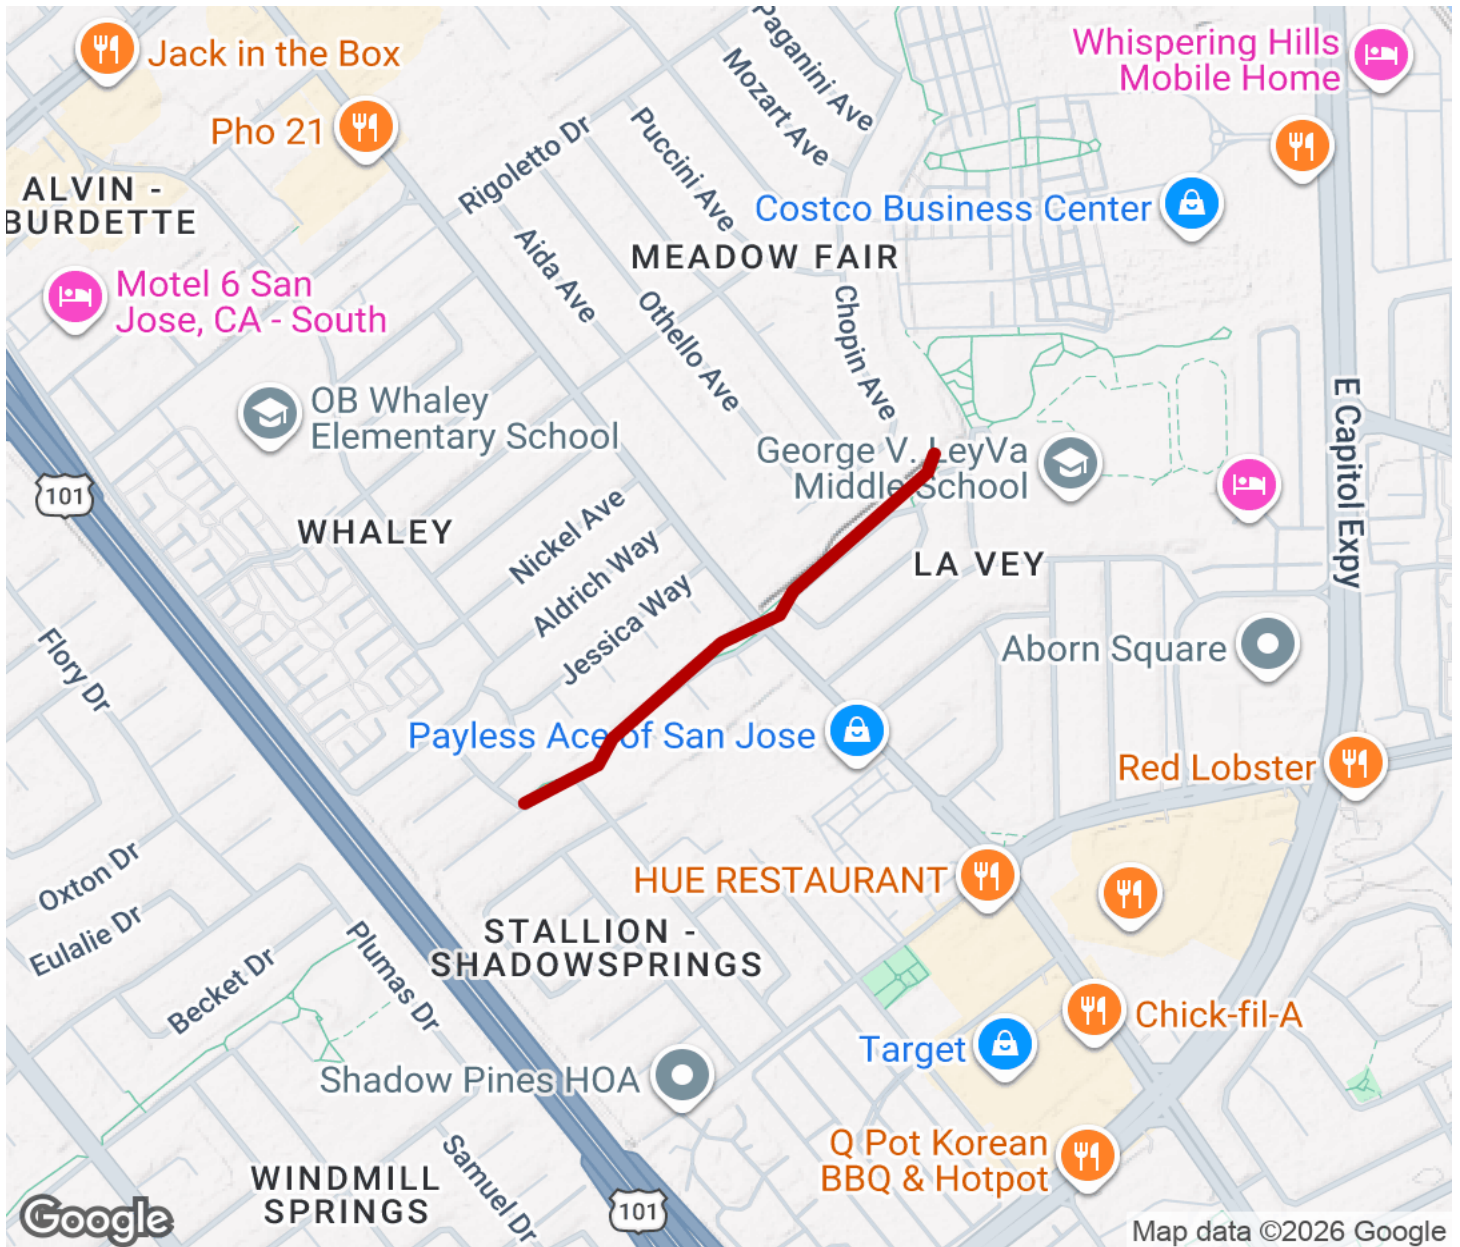 Jack in the Box
Pho 21
ALVIN -
BURDETTE
Motel 6 San
Jose, CA - South
Rigoletto Dr
Aida Ave
Puccini Ave
Paganini Ave
Mozart Ave
Othello Ave
Chopin Ave
MEADOW FAIR
Whispering Hills
Mobile Home
Costco Business Center
OB Whaley
Elementary School
George V. LeyVa
Middle School
E Capitol Expy
101
WHALEY
Nickel Ave
Aldrich Way
Jessica Way
LA VEY
Aborn Square
Flory Dr
Payless Ace of San Jose
Red Lobster
Oxton Dr
Eulalie Dr
Becket Dr
Plumas Dr
HUE RESTAURANT
STALLION -
SHADOWSPRINGS
Chick-fil-A
Target
Shadow Pines HOA
Q Pot Korean
BBQ & Hotpot
WINDMILL
SPRINGS
Samuel Dr
101
Google
Map data ©2026 Google